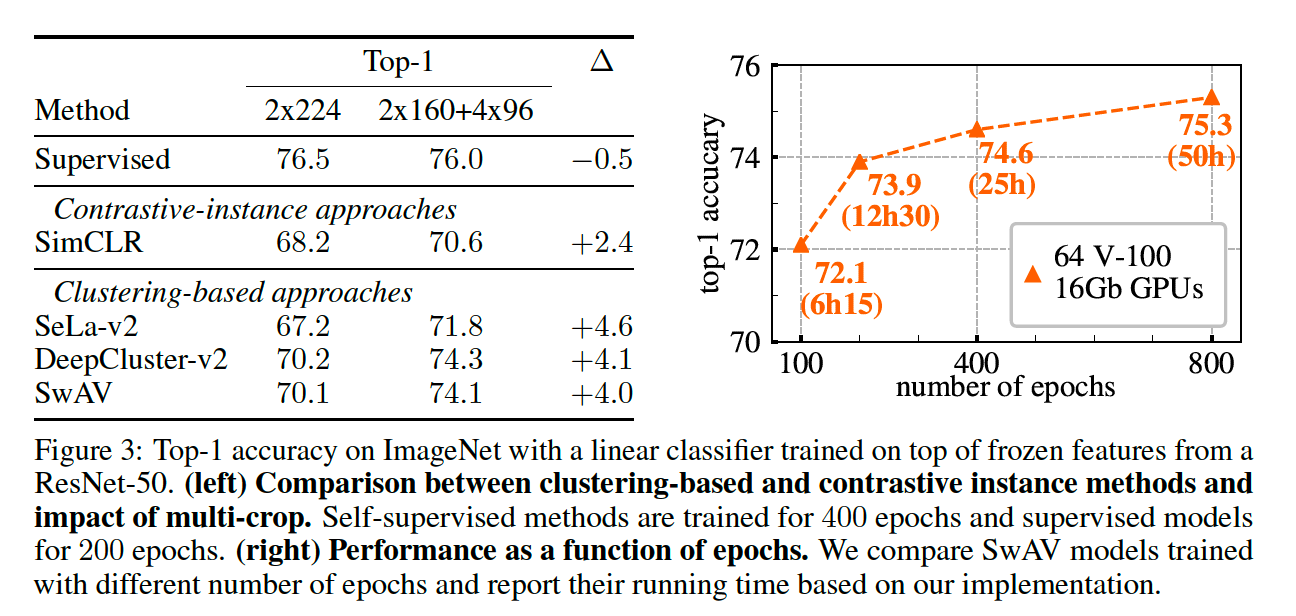 Top-1 Δ
Method 2x224 2x160+4x96
Supervised 76.5 76.0 −0.5
Contrastive-instance approaches
SimCLR 68.2 70.6 +2.4
Clustering-based approaches
SeLa-v2 67.2 71.8 +4.6
DeepCluster-v2 70.2 74.3 +4.1
SwAV 70.1 74.1 +4.0
76
74
72
70
top-1 accucary
72.1
(6h15)
73.9
(12h30)
74.6
(25h)
75.3
(50h)
64 V-100
16Gb GPUs
100 400 800
number of epochs
Figure 3: Top-1 accuracy on ImageNet with a linear classifier trained on top of frozen features from a
ResNet-50. (left) Comparison between clustering-based and contrastive instance methods and
impact of multi-crop. Self-supervised methods are trained for 400 epochs and supervised models
for 200 epochs. (right) Performance as a function of epochs. We compare SwAV models trained
with different number of epochs and report their running time based on our implementation.